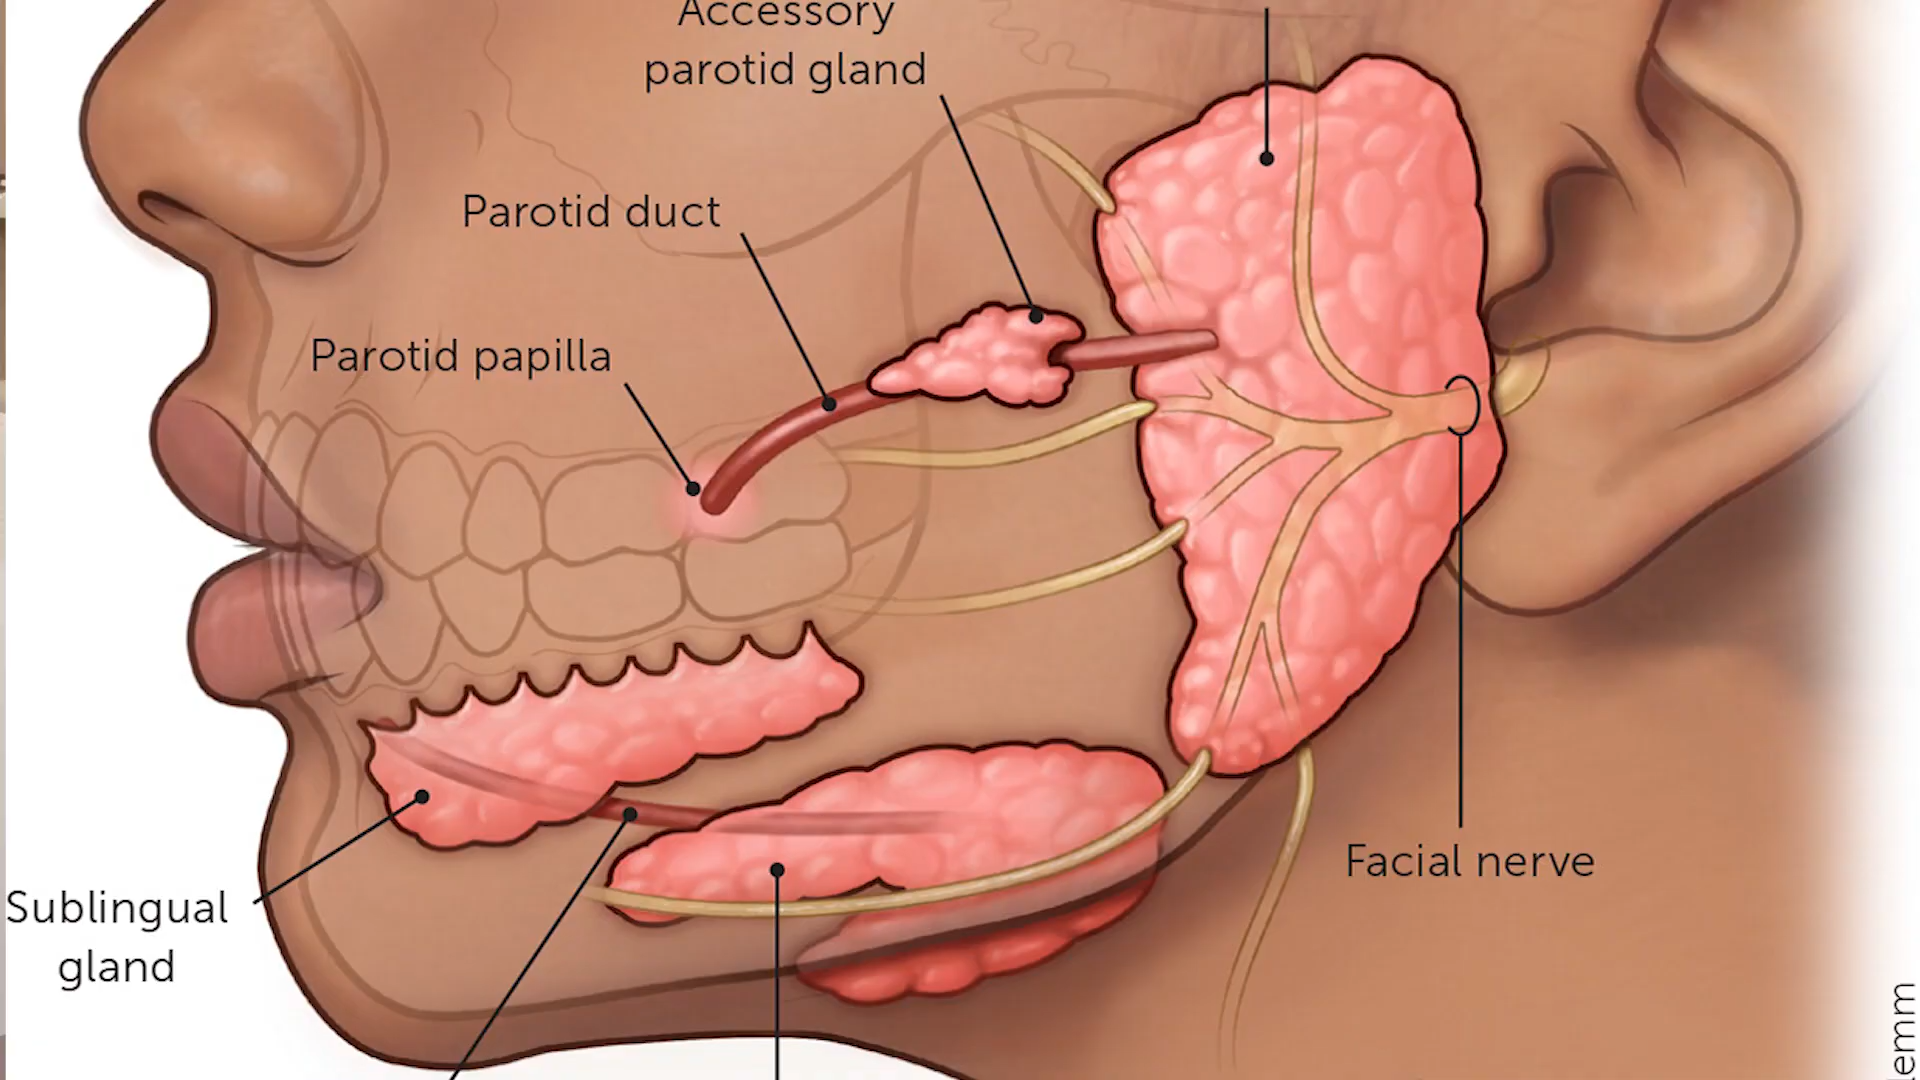 Accessory
parotid gland
Parotid duct
Parotid papilla
Facial nerve
Sublingual
gland